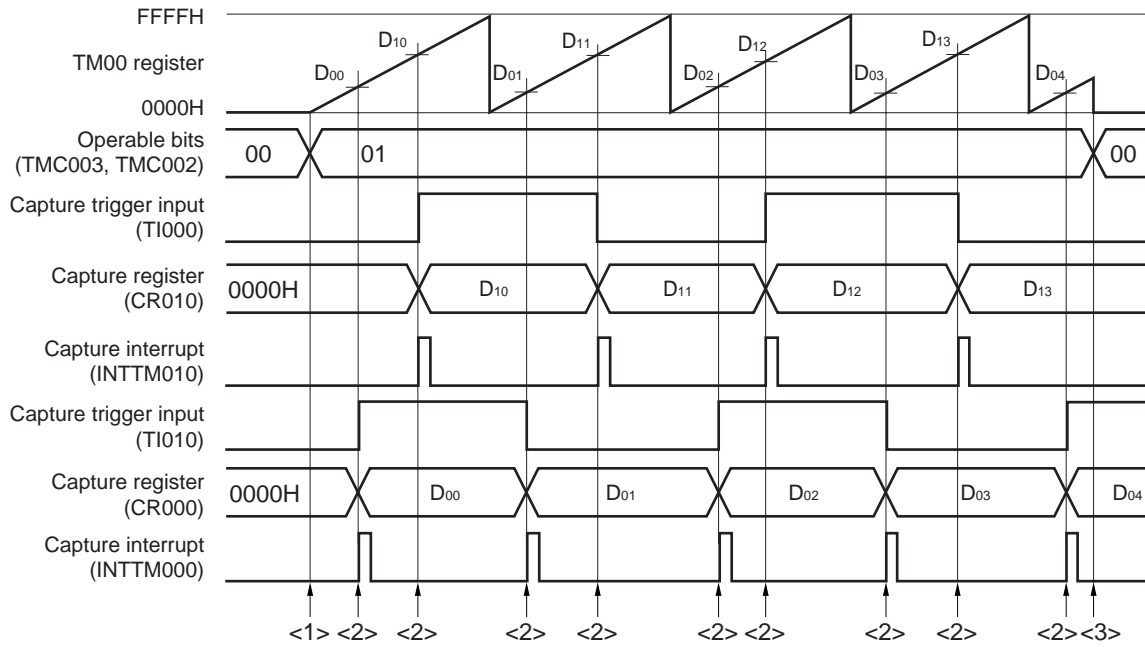 FFFFH
TM00 register
0000H
D10
D11
D12
D13
D00
D01
D02
D03
D04
Operable bits
(TMC003, TMC002)
00
01
00
Capture trigger input
(TI000)
Capture register
(CR010)
0000H
D10
D11
D12
D13
Capture interrupt
(INTTM010)
Capture trigger input
(TI010)
Capture register
(CR000)
0000H
D00
D01
D02
D03
D04
Capture interrupt
(INTTM000)
<1> <2> <2> <2> <2> <2> <2> <2> <2> <2> <3>